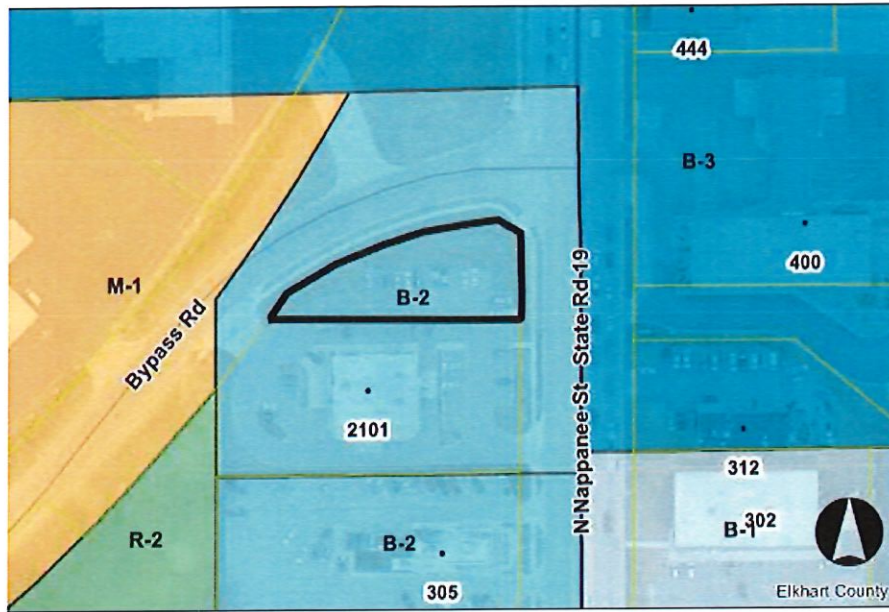 444
B-3
400
M-1
B-2
Bypass Rd
N-Nappanee-St—State-Rd-19
2101
312
302
B-1
R-2
B-2
305
Elkhart County